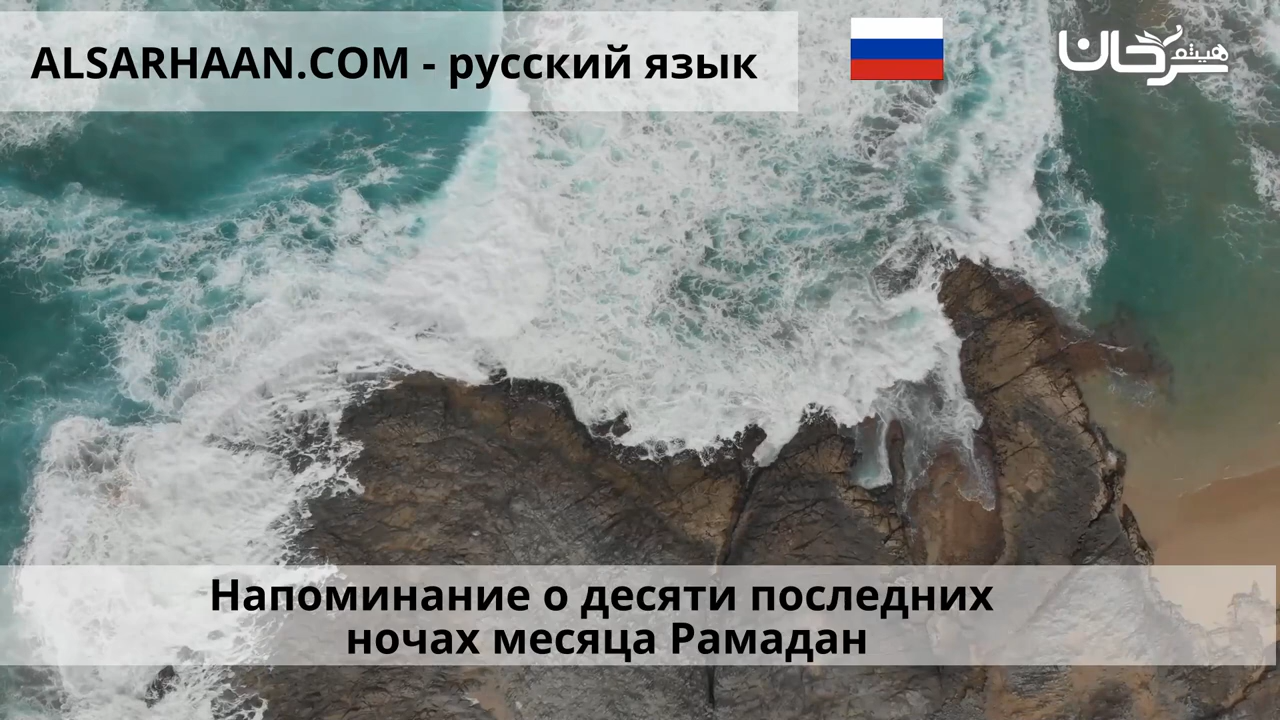 ALSARHAAN.COM - русский язык
هيثم
سرحان
Напоминание о десяти последних
ночах месяца Рамадан